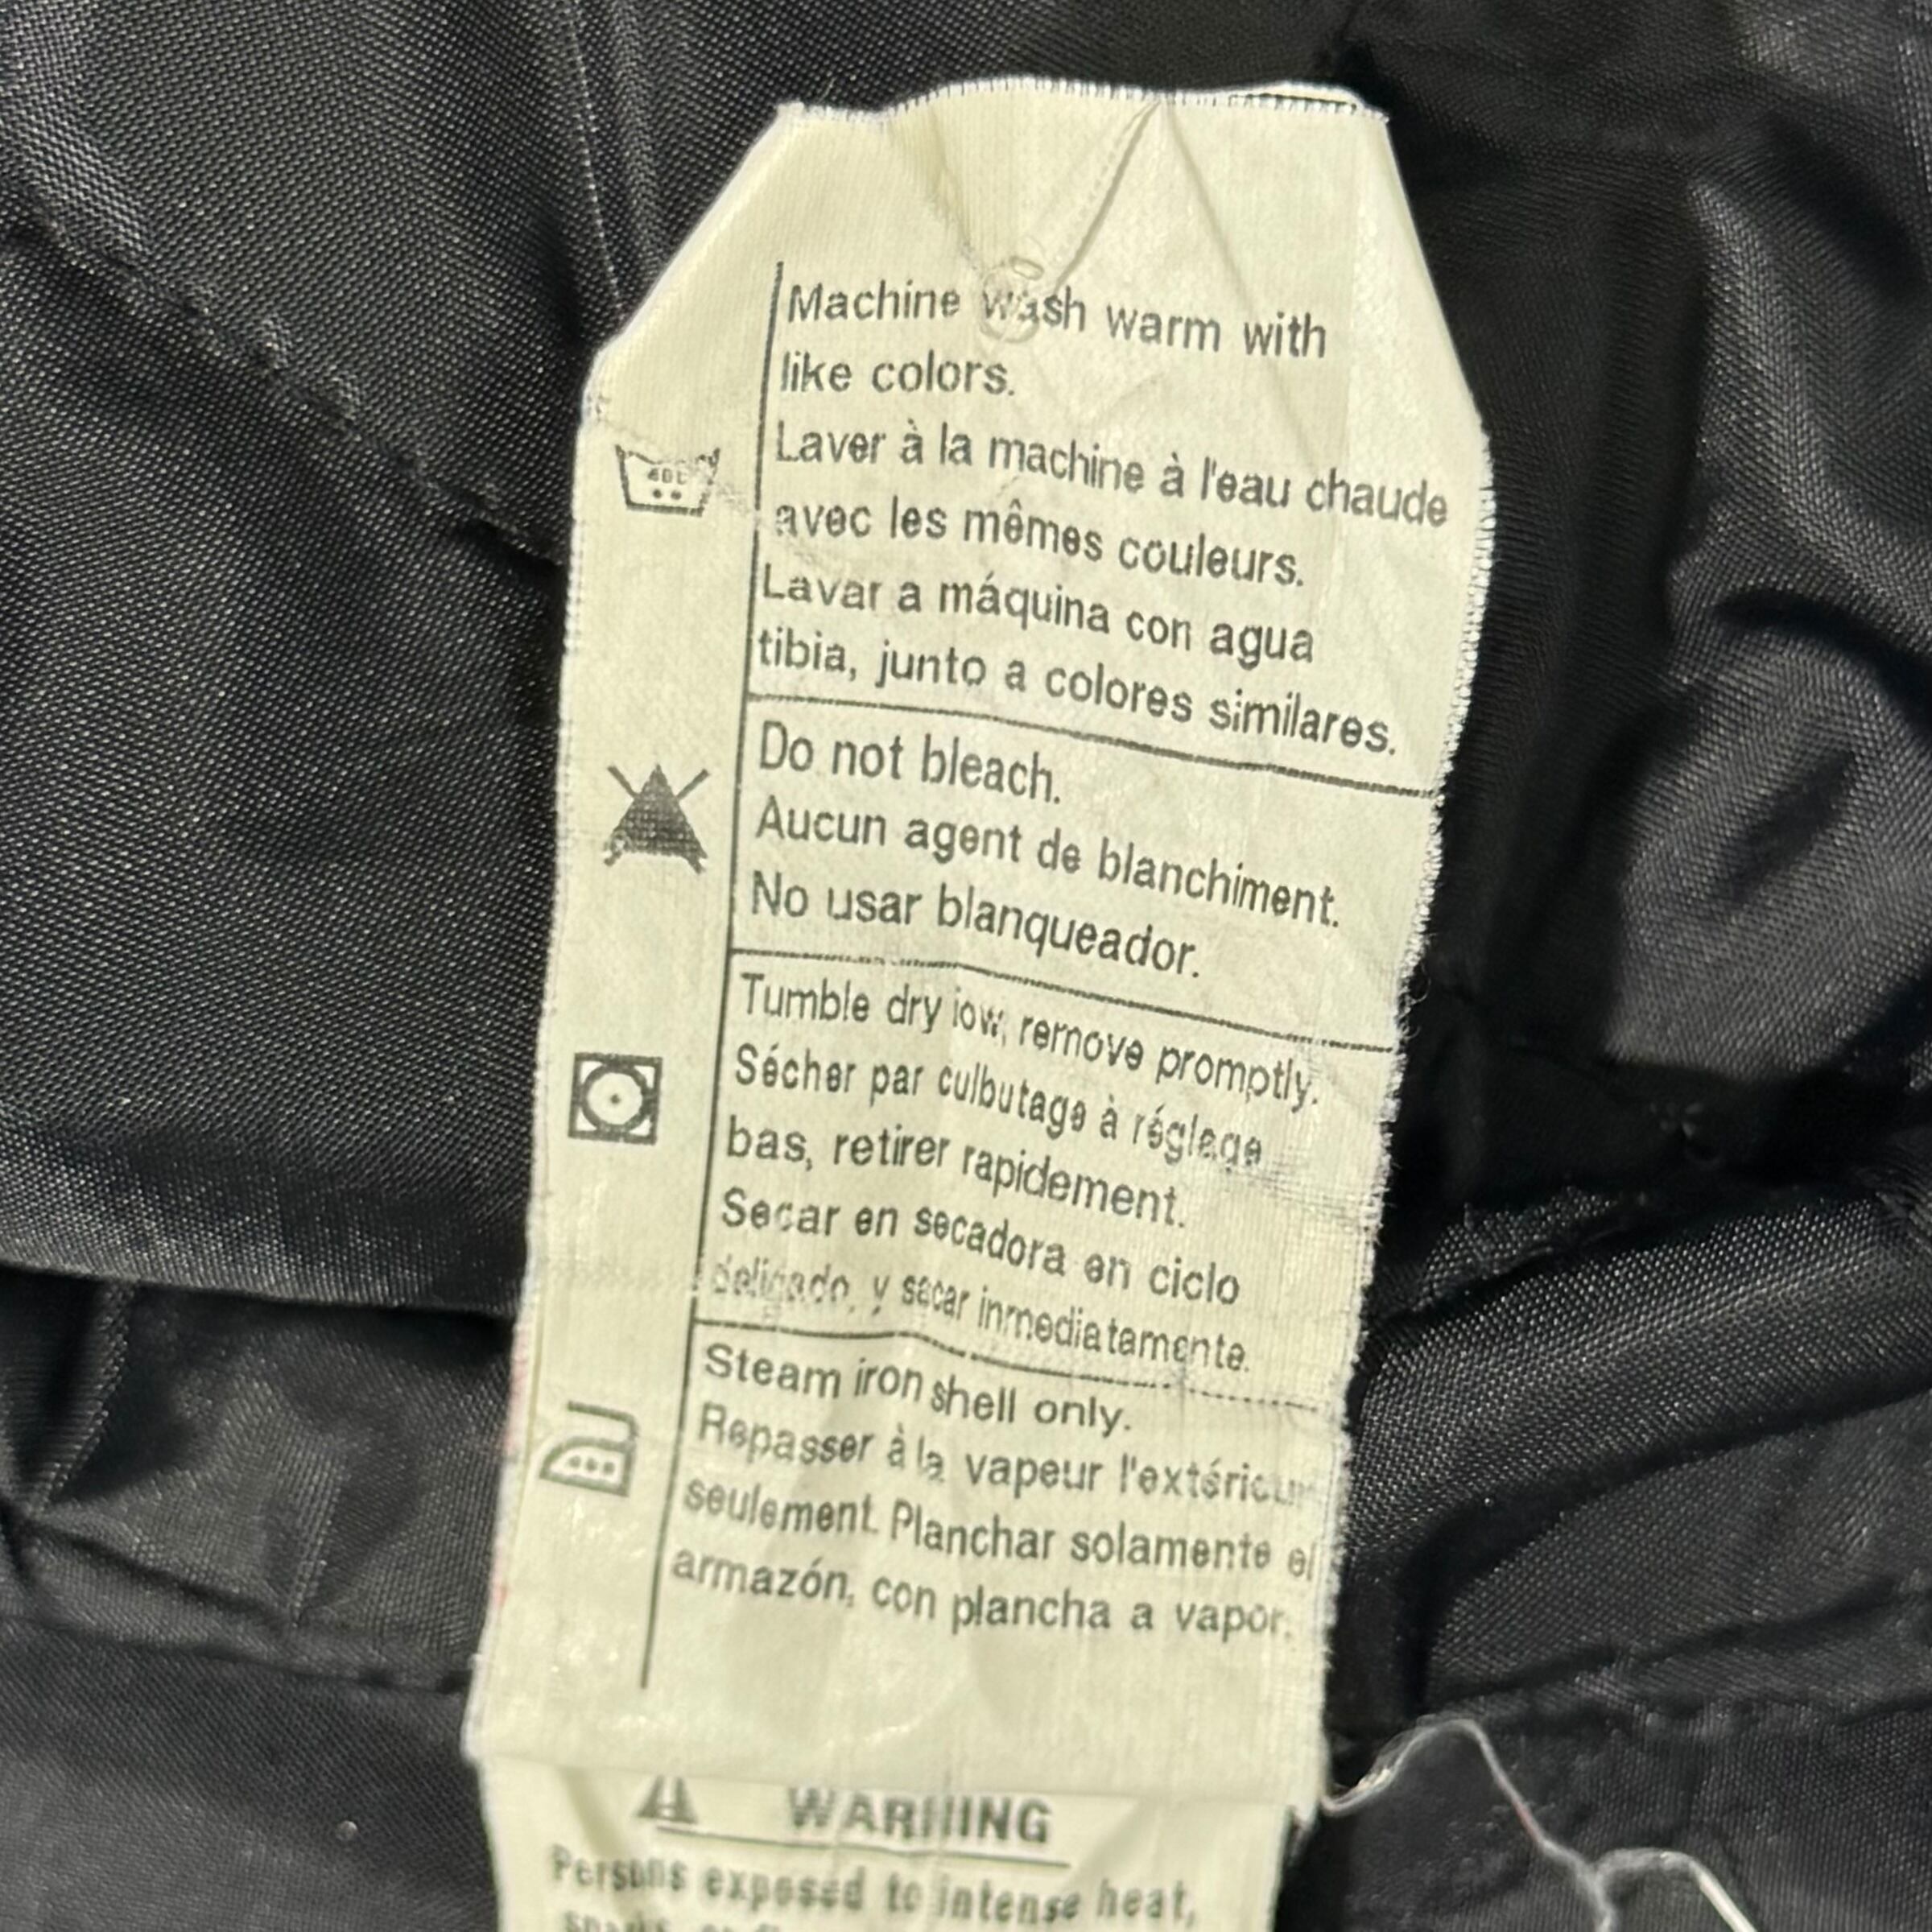 Machine wash warm with
like colors.
Laver à la machine à l'eau chaude
avec les mêmes couleurs.
Lavar a máquina con agua
tibia, junto a colores similares.
40C
Do not bleach.
Aucun agent de blanchiment.
No usar blanqueador.
Tumble dry low, remove promptly.
Sécher par culbutage à réglage
bas, retirer rapidement.
Secar en secadora en ciclo
delicado, y sacar inmediatamente.
Steam iron shell only.
Repasser à la vapeur l'extérieur
seulement. Planchar solamente el
armazón, con plancha a vapor.
WARNING
Persons exposed to intense heat,